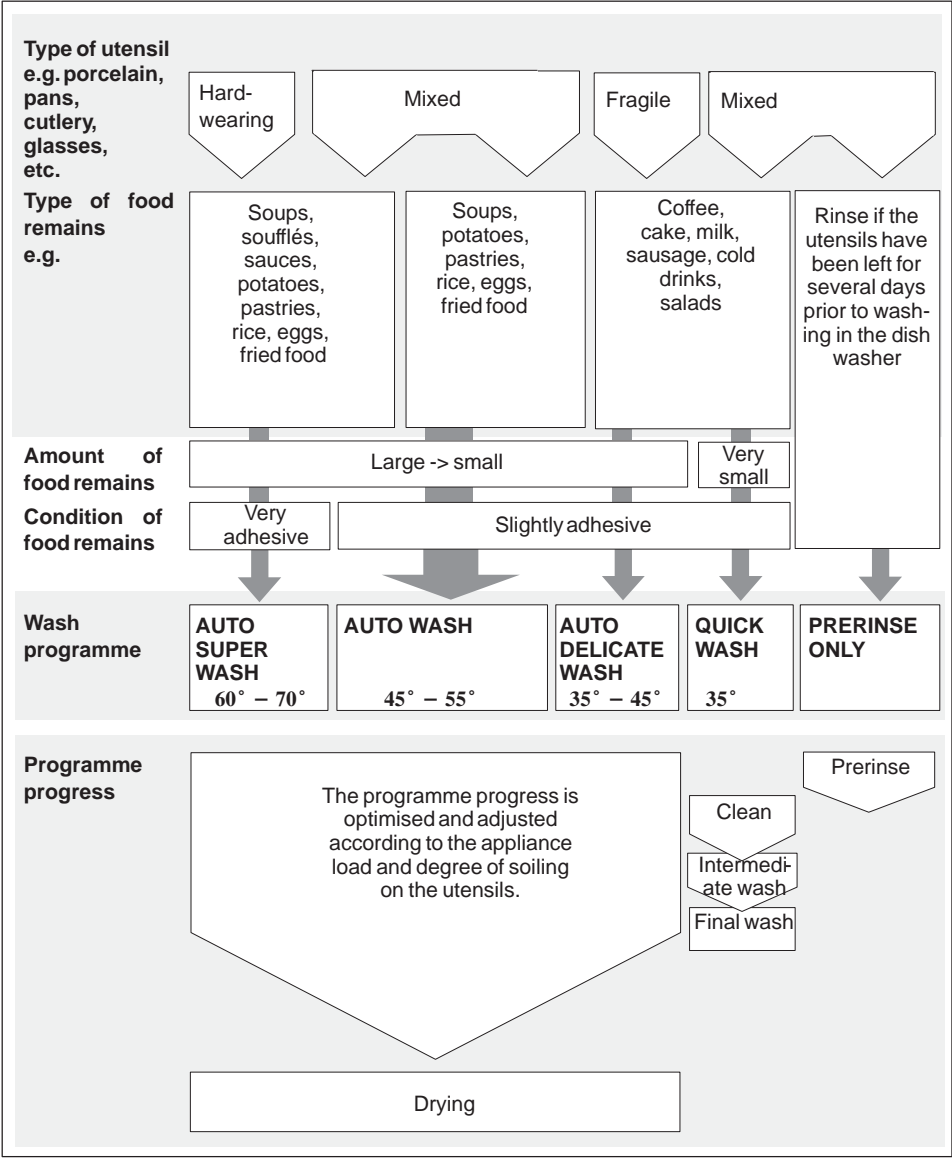 Type of utensil
e.g. porcelain,
pans,
cutlery,
glasses,
etc.
Hard-
wearing
Mixed
Fragile
Mixed
Type of food
remains
e.g.
Soups,
soufflés,
sauces,
potatoes,
pastries,
rice, eggs,
fried food
Soups,
potatoes,
pastries,
rice, eggs,
fried food
Coffee,
cake, milk,
sausage, cold
drinks,
salads
Rinse if the
utensils have
been left for
several days
prior to wash-
ing in the dish
washer
Amount of
food remains
Large -> small
Very
small
Condition of
food remains
Very
adhesive
Slightly adhesive
Wash
programme
AUTO
SUPER
WASH
60° – 70°
AUTO WASH
45° – 55°
AUTO
DELICATE
WASH
35° – 45°
QUICK
WASH
35°
PRERINSE
ONLY
Programme
progress
The programme progress is
optimised and adjusted
according to the appliance
load and degree of soiling
on the utensils.
Clean
Intermedi-
ate wash
Final wash
Prerinse
Drying